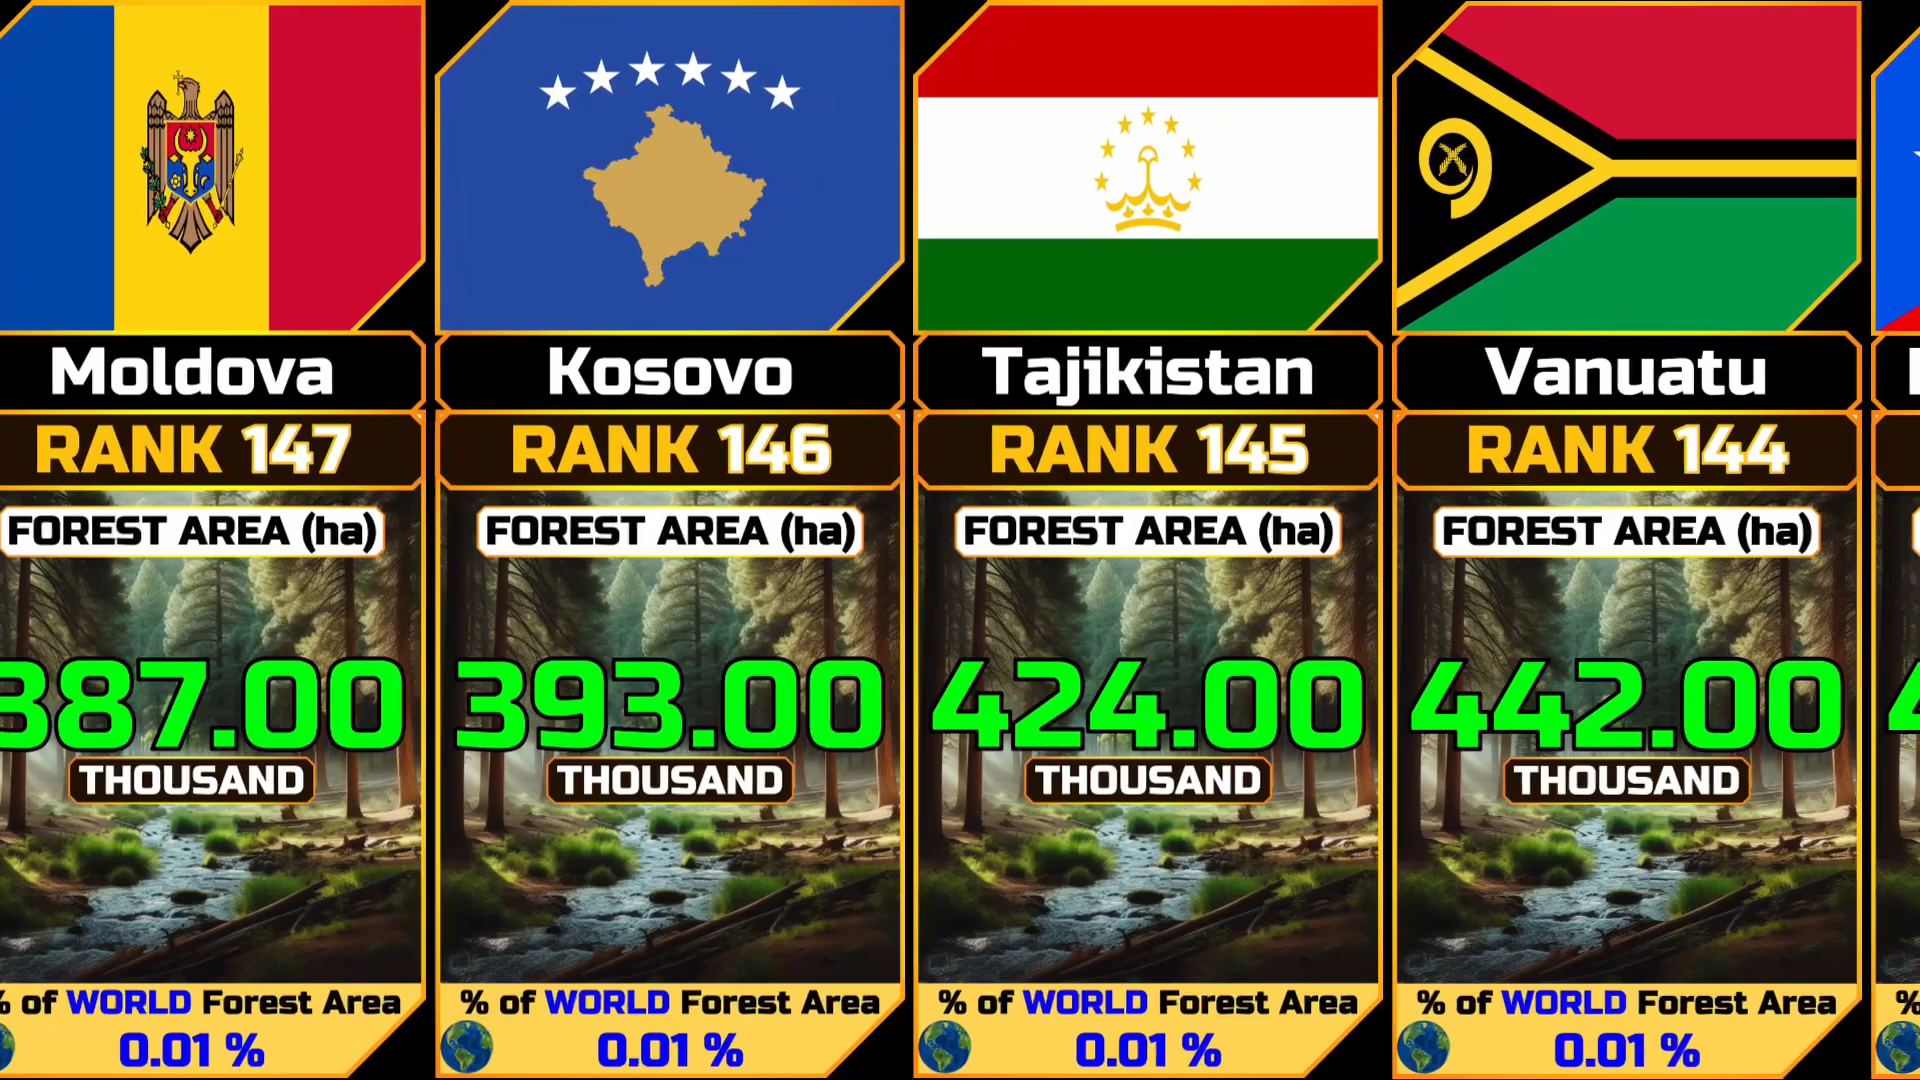 Moldova
RANK 147
FOREST AREA (ha)
387.00
THOUSAND
% of WORLD Forest Area
0.01 %
Kosovo
RANK 146
FOREST AREA (ha)
393.00
THOUSAND
% of WORLD Forest Area
0.01 %
Tajikistan
RANK 145
FOREST AREA (ha)
424.00
THOUSAND
% of WORLD Forest Area
0.01 %
Vanuatu
RANK 144
FOREST AREA (ha)
442.00
THOUSAND
% of WORLD Forest Area
0.01 %
%